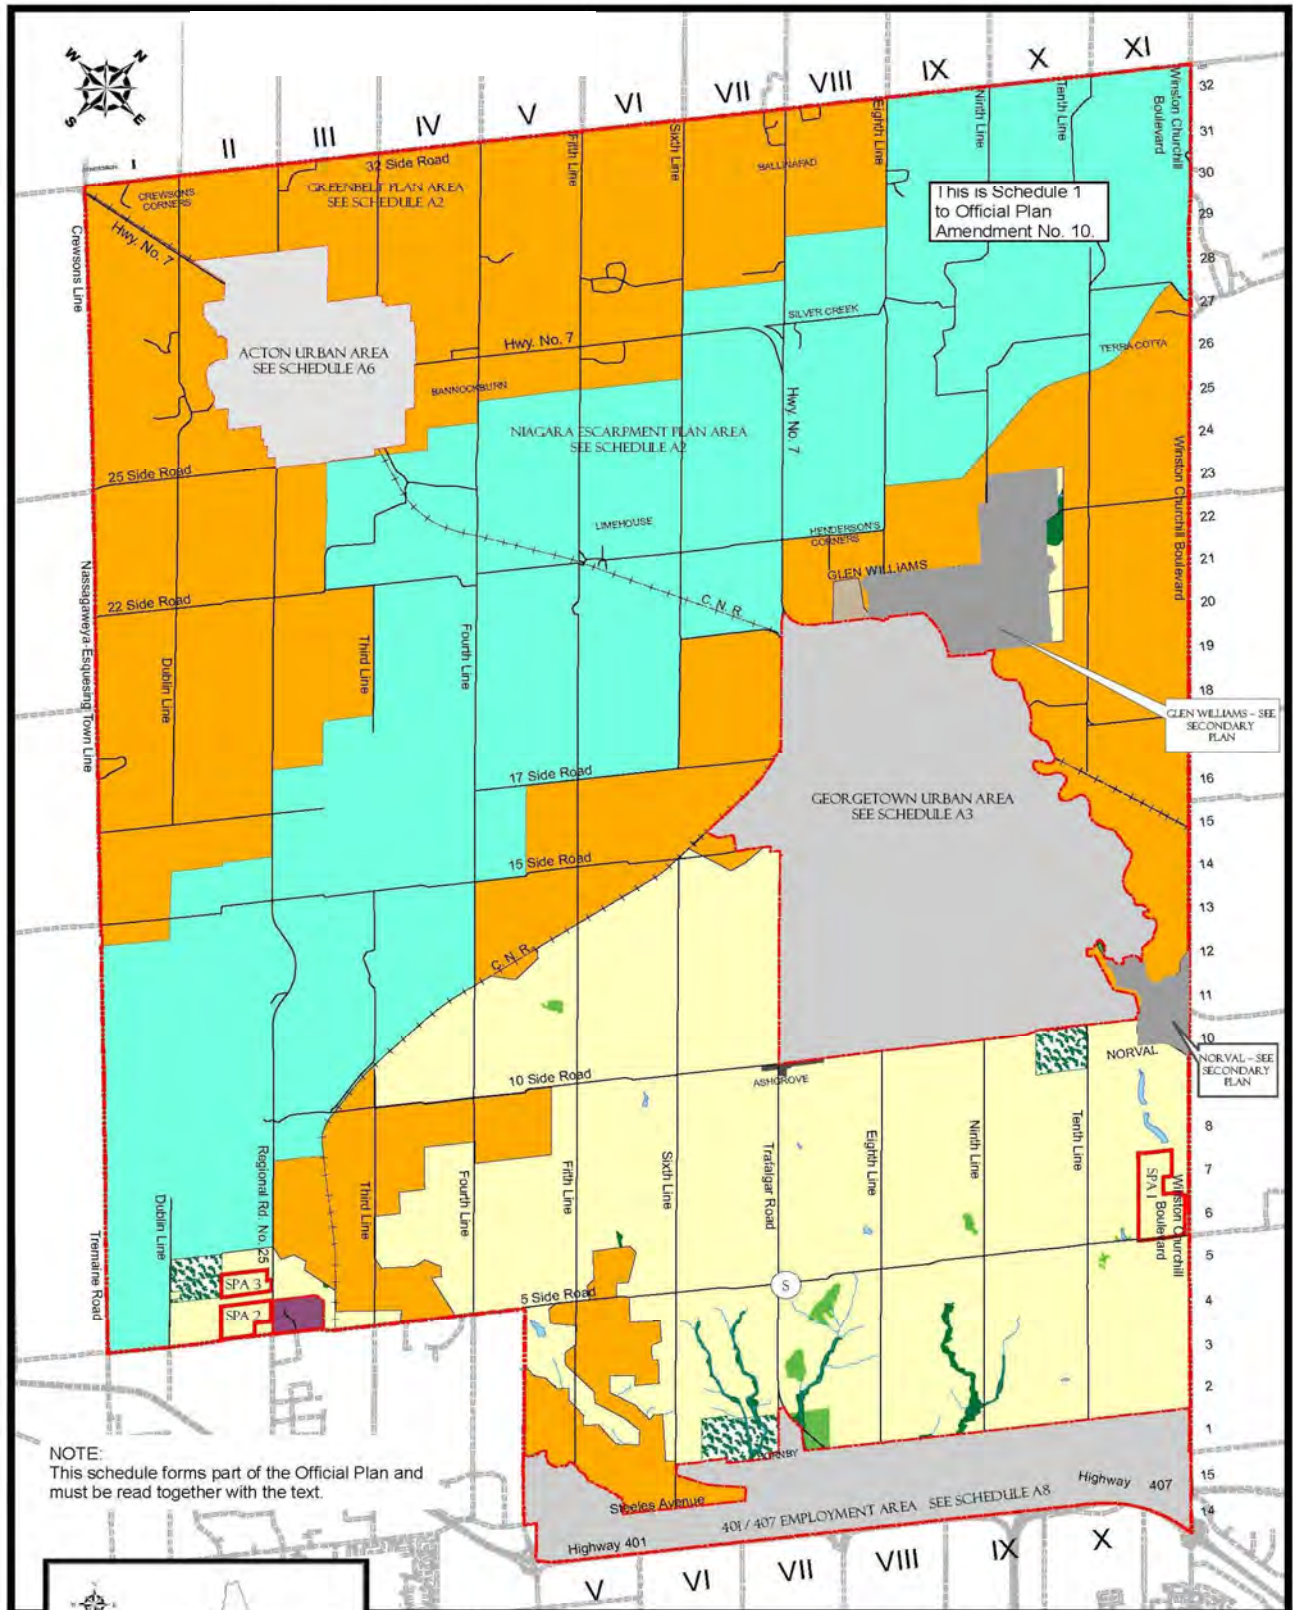 N
W
E
S
I
II
III
IV
V
VI
VII
VIII
IX
X
XI
32
31
30
29
28
27
26
25
24
23
22
21
20
19
18
16
15
14
13
12
11
10
8
7
6
5
4
3
2
1
15
14
32 Side Road
GREENBELT PLAN AREA
SEE SCHEDULE A2
CREWSON'S
CORNERS
Hwy. No. 7
Crewsons Line
Fifth Line
Sixth Line
BALLINAFAD
Eighth Line
Ninth Line
Tenth Line
Winston Churchill
Boulevard
This is Schedule 1
to Official Plan
Amendment No. 10.
SILVER CREEK
TERRA COTTA
ACTON URBAN AREA
SEE SCHEDULE A6
Hwy. No. 7
BANNOCKBURN
NIAGARA ESCARPMENT PLAN AREA
SEE SCHEDULE A2
Hwy. No. 7
25 Side Road
Winston Churchill Boulevard
LIMEHOUSE
HENDERSON'S
CORNERS
GLEN WILLIAMS
C.N.R.
Nassagaweya-Esquesing Town Line
22 Side Road
Dublin Line
Third Line
Fourth Line
GLEN WILLIAMS – SEE
SECONDARY
PLAN
17 Side Road
GEORGETOWN URBAN AREA
SEE SCHEDULE A3
15 Side Road
C.N.R.
10 Side Road
ASHGROVE
NORVAL
NORVAL – SEE
SECONDARY
PLAN
Tremaine Road
Dublin Line
Regional Rd. No. 25
Third Line
Fourth Line
Fifth Line
Sixth Line
Trafalgar Road
Eighth Line
Ninth Line
Tenth Line
SPA 1
Winston Churchill
Boulevard
SPA 3
SPA 2
5 Side Road
S
HORNBY
Steeles Avenue
401 / 407 EMPLOYMENT AREA SEE SCHEDULE A8
Highway 407
Highway 401
V
VI
VII
VIII
IX
X
NOTE:
This schedule forms part of the Official Plan and
must be read together with the text.